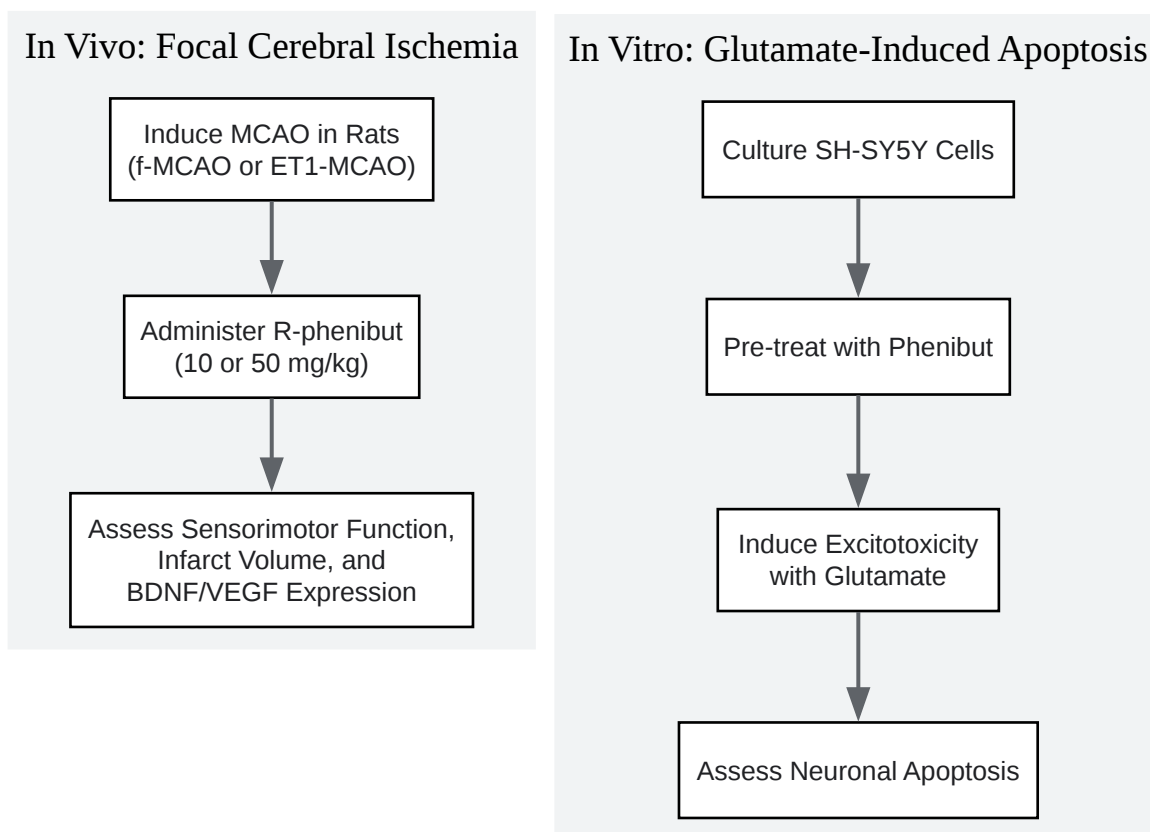 In Vivo: Focal Cerebral Ischemia
Induce MCAO in Rats
(f-MCAO or ET1-MCAO)
Administer R-phenibut
(10 or 50 mg/kg)
Assess Sensorimotor Function,
Infarct Volume, and
BDNF/VEGF Expression
In Vitro: Glutamate-Induced Apoptosis
Culture SH-SY5Y Cells
Pre-treat with Phenibut
Induce Excitotoxicity
with Glutamate
Assess Neuronal Apoptosis